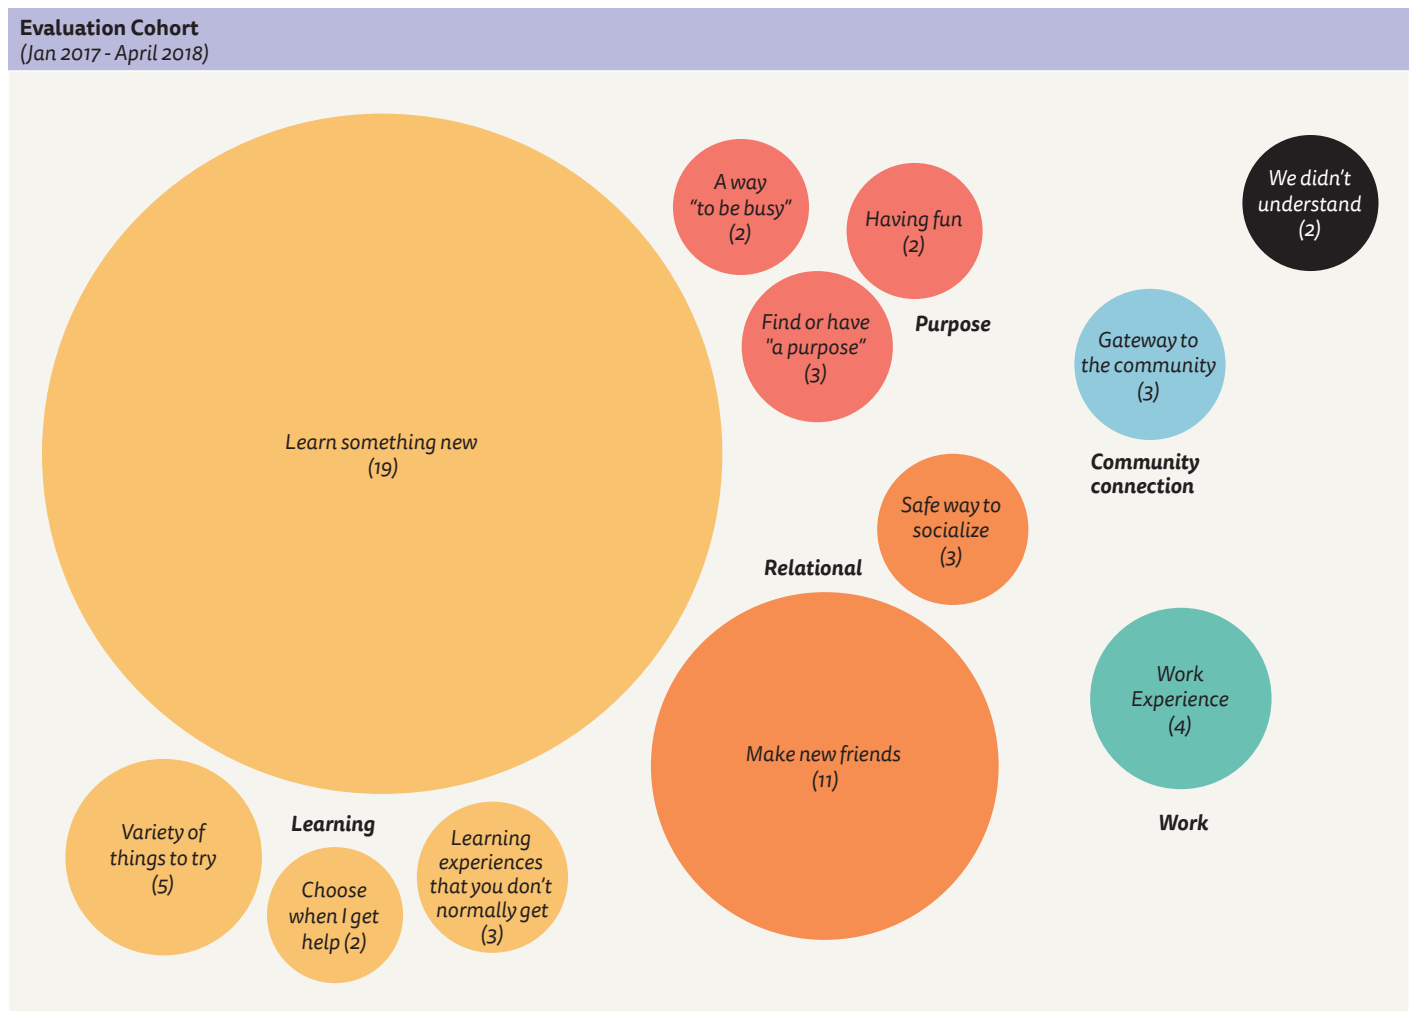 Evaluation Cohort
(Jan 2017 - April 2018)
Learn something new
(19)
A way
“to be busy”
(2)
Having fun
(2)
Find or have
"a purpose”
(3)
Purpose
We didn't
understand
(2)
Gateway to
the community
(3)
Community
connection
Safe way to
socialize
(3)
Relational
Make new friends
(11)
Work
Experience
(4)
Work
Learning
Variety of
things to try
(5)
Choose
when I get
help (2)
Learning
experiences
that you don't
normally get
(3)